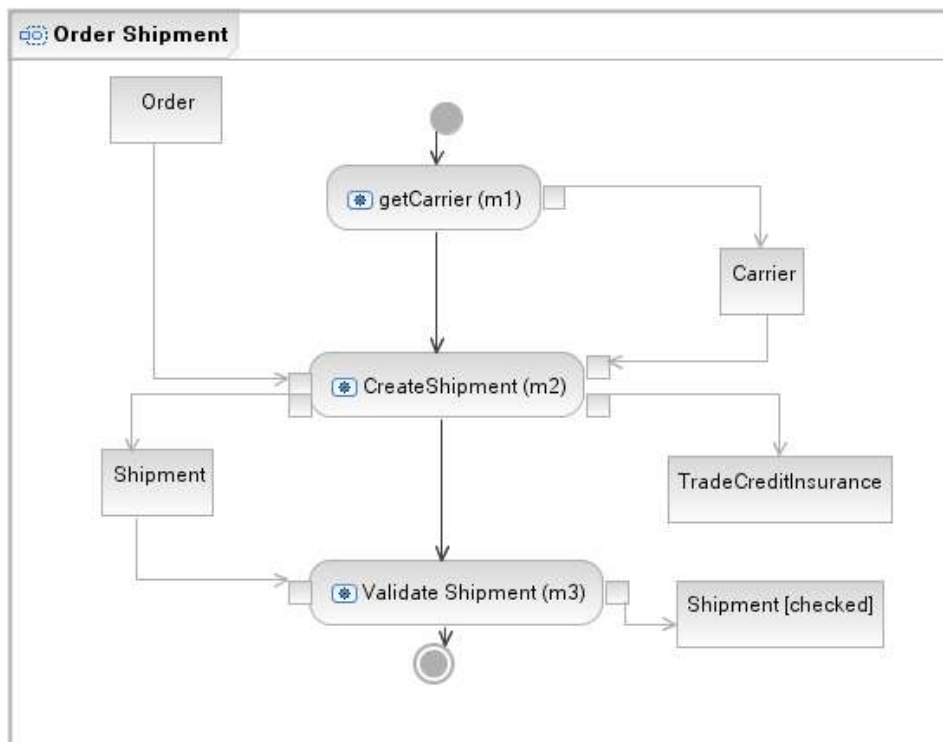 Order Shipment
Order
getCarrier (m1)
Carrier
CreateShipment (m2)
Shipment
TradeCreditInsurance
Validate Shipment (m3)
Shipment [checked]